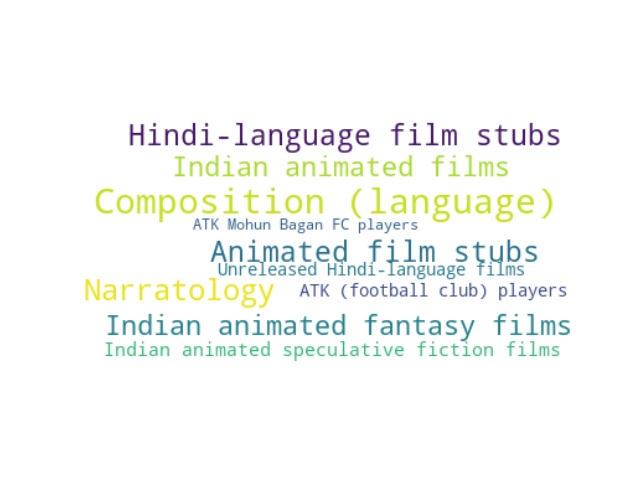 Hindi-language film stubs
Indian animated films
Composition (language)
ATK Mohun Bagan FC players
Animated film stubs
Unreleased Hindi-language films
Narratology
ATK (football club) players
Indian animated fantasy films
Indian animated speculative fiction films